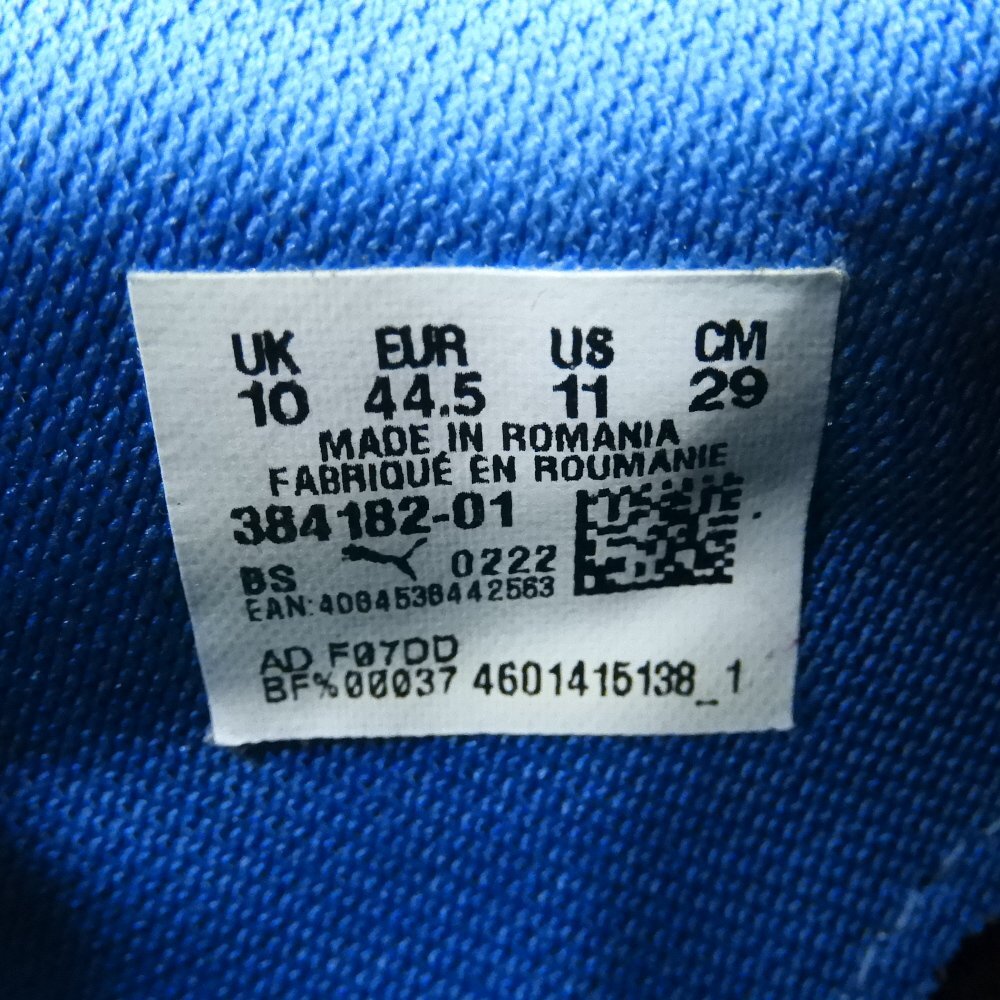 UK EUR US CM
10 44.5 11 29
MADE IN ROMANIA
FABRIQUÉ EN ROUMANIE
384182-01
BS 0222
EAN:4064536442563
AD F07DD
BF%00037 4601415138_1